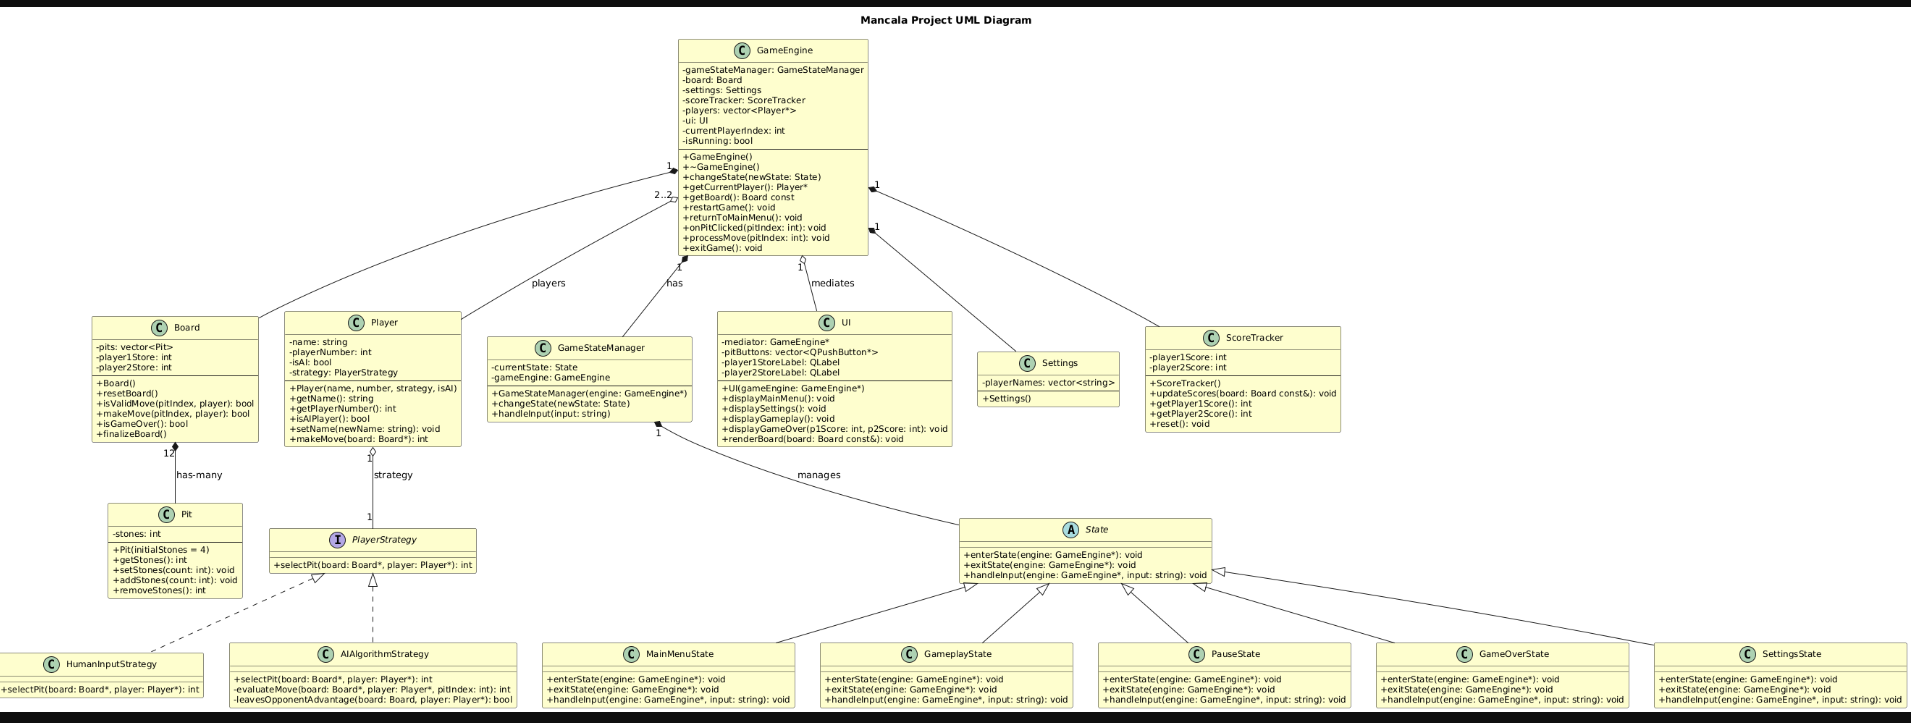 Mancala Project UML Diagram
C GameEngine
-gameStateManager: GameStateManager
-board: Board
-settings: Settings
-scoreTracker: ScoreTracker
-players: vector<Player*>
-ui: UI
-currentPlayerIndex: int
-isRunning: bool
+GameEngine()
+~GameEngine()
+changeState(newState: State)
+getCurrentPlayer(): Player*
+getBoard(): Board const
+restartGame(): void
+returnToMainMenu(): void
+onPitClicked(pitIndex: int): void
+processMove(pitIndex: int): void
+exitGame(): void
1
2..2
1
1
1
1
players
has
mediates
C Board
-pits: vector<Pit>
-player1Store: int
-player2Store: int
+Board()
+resetBoard()
+isValidMove(pitIndex, player): bool
+makeMove(pitIndex, player): bool
+isGameOver(): bool
+finalizeBoard()
C Player
-name: string
-playerNumber: int
-isAI: bool
-strategy: PlayerStrategy
+Player(name, number, strategy, isAI)
+getName(): string
+getPlayerNumber(): int
+isAIPlayer(): bool
+setName(newName: string): void
+makeMove(board: Board*): int
C GameStateManager
-currentState: State
-gameEngine: GameEngine
+GameStateManager(engine: GameEngine*)
+changeState(newState: State)
+handleInput(input: string)
C UI
-mediator: GameEngine*
-pitButtons: vector<QPushButton*>
-player1StoreLabel: QLabel
-player2StoreLabel: QLabel
+UI(gameEngine: GameEngine*)
+displayMainMenu(): void
+displaySettings(): void
+displayGameplay(): void
+displayGameOver(p1Score: int, p2Score: int): void
+renderBoard(board: Board const&): void
C Settings
-playerNames: vector<string>
+Settings()
C ScoreTracker
-player1Score: int
-player2Score: int
+ScoreTracker()
+updateScores(board: Board const&): void
+getPlayer1Score(): int
+getPlayer2Score(): int
+reset(): void
12
has-many
1
strategy
1
1
manages
C Pit
-stones: int
+Pit(initialStones = 4)
+getStones(): int
+setStones(count: int): void
+addStones(count: int): void
+removeStones(): int
I PlayerStrategy
+selectPit(board: Board*, player: Player*): int
A State
+enterState(engine: GameEngine*): void
+exitState(engine: GameEngine*): void
+handleInput(engine: GameEngine*, input: string): void
C HumanInputStrategy
+selectPit(board: Board*, player: Player*): int
C AIAlgorithmStrategy
+selectPit(board: Board*, player: Player*): int
-evaluateMove(board: Board*, player: Player*, pitIndex: int): int
-leavesOpponentAdvantage(board: Board, player: Player*): bool
C MainMenuState
+enterState(engine: GameEngine*): void
+exitState(engine: GameEngine*): void
+handleInput(engine: GameEngine*, input: string): void
C GameplayState
+enterState(engine: GameEngine*): void
+exitState(engine: GameEngine*): void
+handleInput(engine: GameEngine*, input: string): void
C PauseState
+enterState(engine: GameEngine*): void
+exitState(engine: GameEngine*): void
+handleInput(engine: GameEngine*, input: string): void
C GameOverState
+enterState(engine: GameEngine*): void
+exitState(engine: GameEngine*): void
+handleInput(engine: GameEngine*, input: string): void
C SettingsState
+enterState(engine: GameEngine*): void
+exitState(engine: GameEngine*): void
+handleInput(engine: GameEngine*, input: string): void